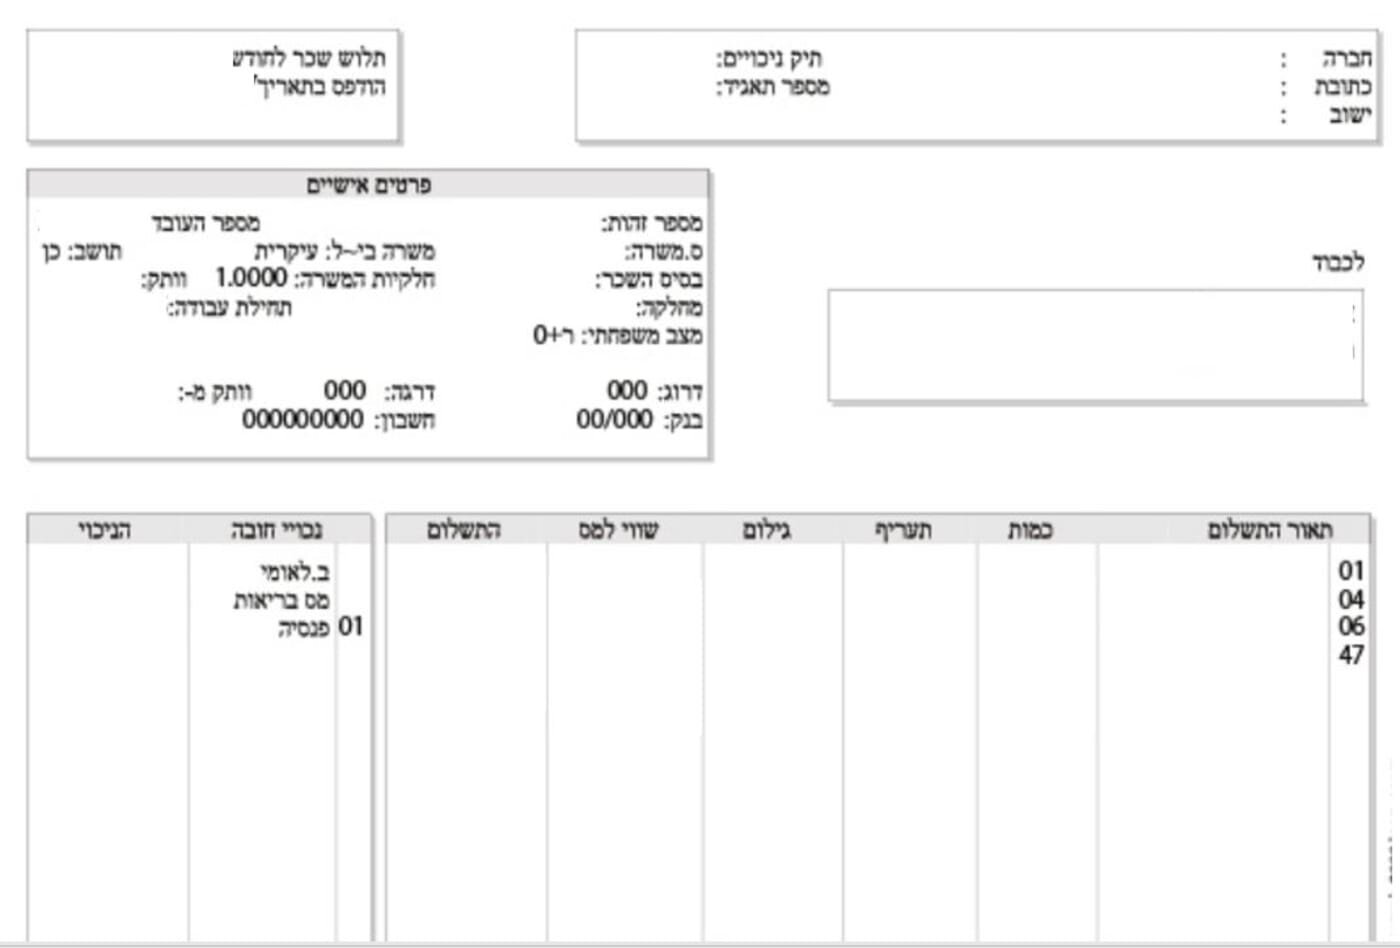 חברה : תיק ניכויים:
כתובת : מספר תאגיד:
ישוב :
תלוש שכר לחודש
הודפס בתאריך
פרטים אישיים
מספר זהות: מספר העובד
ס.משרה: משרה בי~ל: עיקרית תושב: כן
בסיס השכר: חלקיות המשרה: 1.0000 וותק:
מחלקה: תחילת עבודה:
מצב משפחתי: ר+0
דרוג: 000 דרגה: 000 וותק מ-:
בנק: 00/000 חשבון: 000000000
לכבוד
תאור התשלום כמות תעריף גילום שווי למס התשלום
01
04
06
47
נכויי חובה הניכוי
ב.לאומי
מס בריאות
01 פנסיה